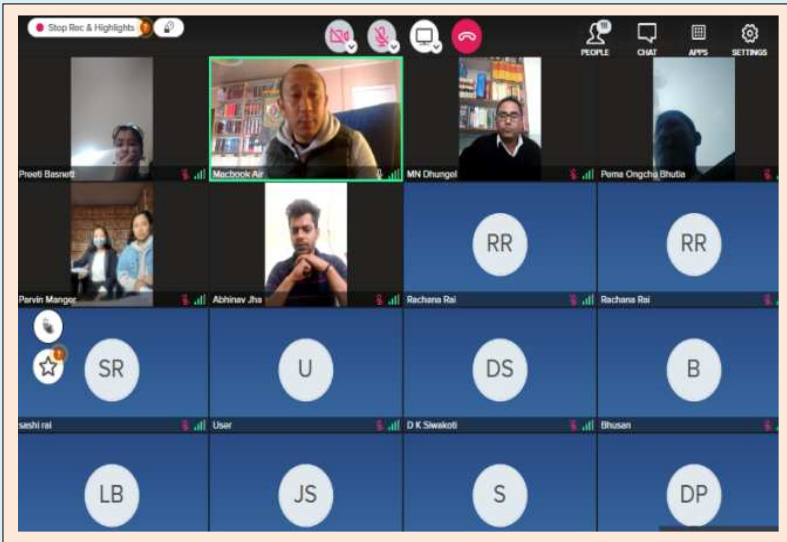 Stop Rec & Highlights
PEOPLE CHAT APPS SETTINGS
Preeti Basnett Macbook Air MN Dhungel Pema Ongchu Bhutia
RR RR
Parvin Manger Abhinav Jha Rachana Rai Rachana Rai
SR U DS B
sashi rai User D K Siwakoti Bhusan
LB JS S DP